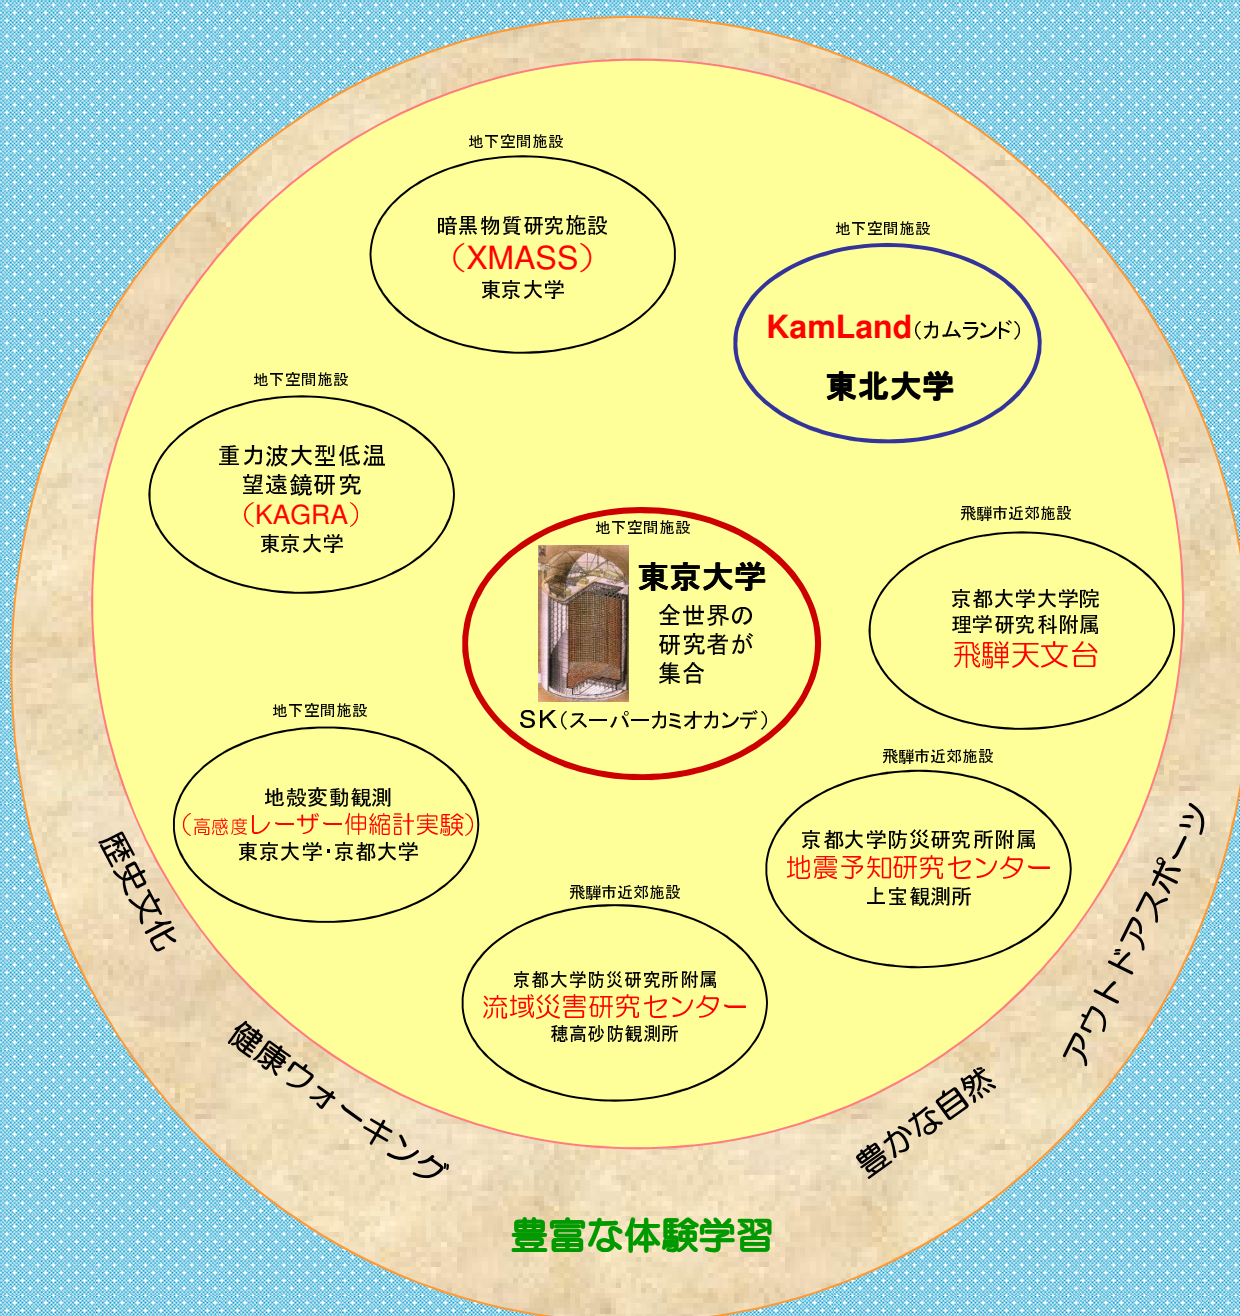 地下空間施設
暗黒物質研究施設
（XMASS）
東京大学
地下空間施設
KamLand（カムランド）
東北大学
地下空間施設
重力波大型低温
望遠鏡研究
（KAGRA）
東京大学
地下空間施設
東京大学
全世界の
研究者が
集合
SK（スーパーカミオカンデ）
飛騨市近郊施設
京都大学大学院
理学研究科附属
飛騨天文台
地下空間施設
地殻変動観測
（高感度レーザー伸縮計実験）
東京大学・京都大学
飛騨市近郊施設
京都大学防災研究所附属
地震予知研究センター
上宝観測所
飛騨市近郊施設
京都大学防災研究所附属
流域災害研究センター
穂高砂防観測所
歴史文化
健康ウォーキング
豊富な体験学習
豊かな自然
アウトドアスポーツ